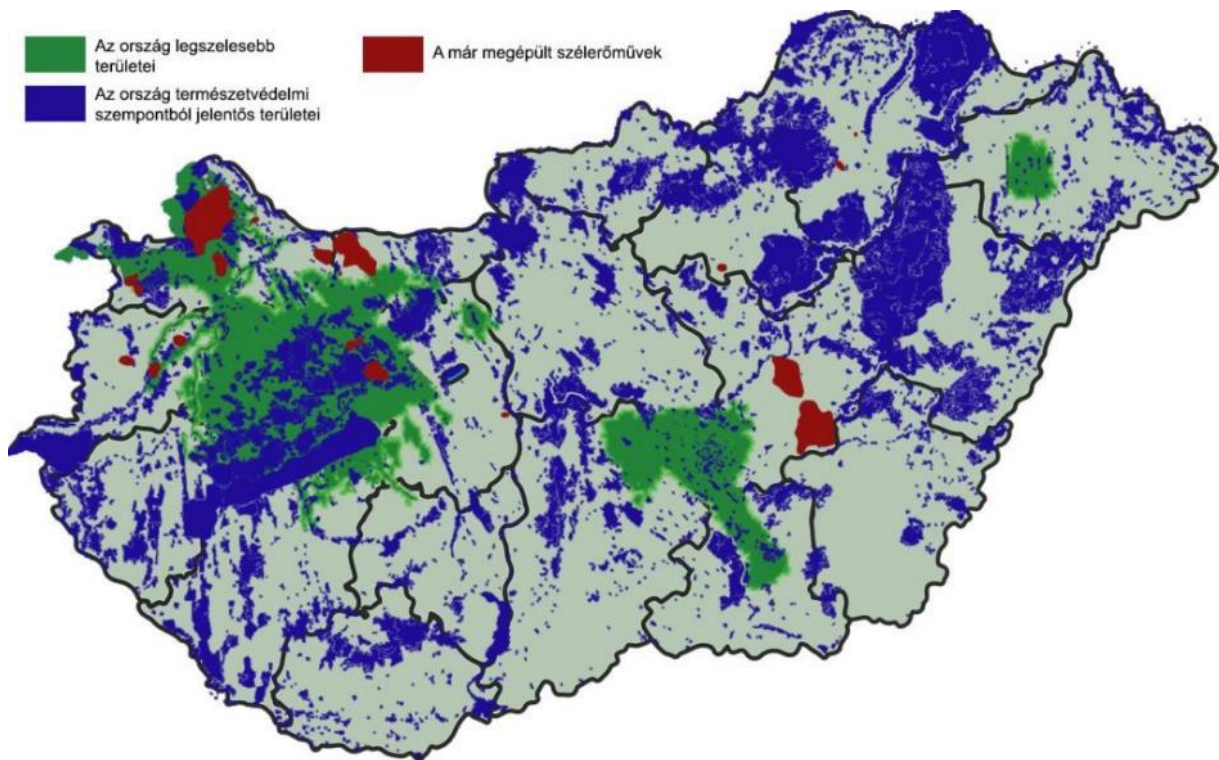 Az ország legszelesebb
területei
A már megépült szélerőművek
Az ország természetvédelmi
szempontból jelentős területei